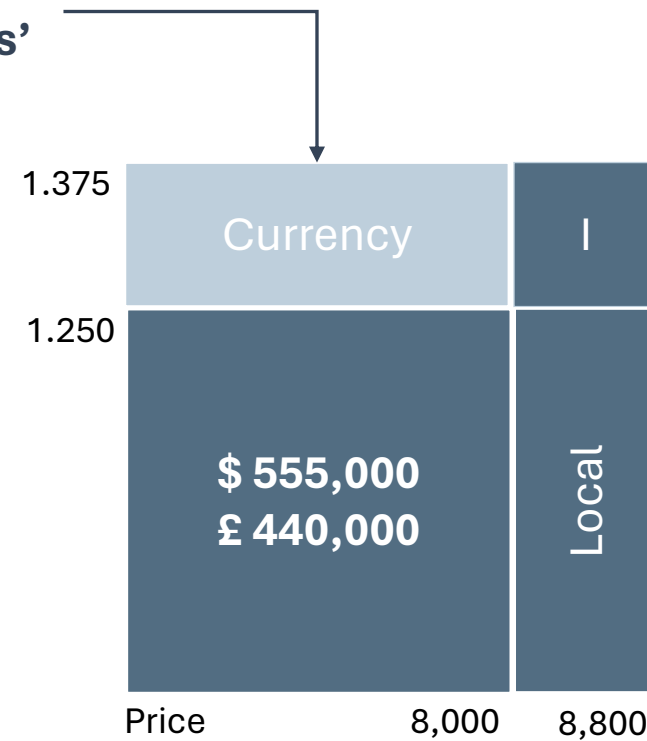 s’
1.375
Currency
I
1.250
$ 555,000
£ 440,000
Local
Price 8,000 8,800